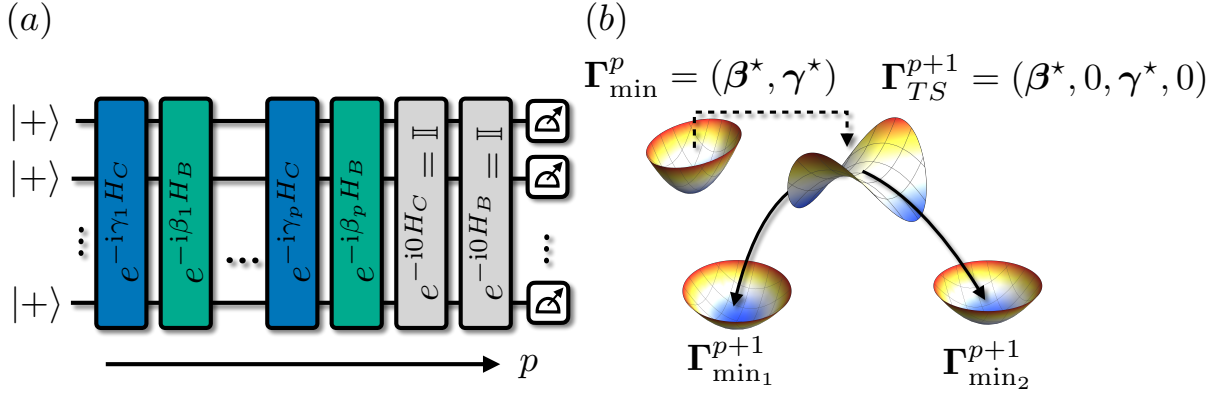 (a)
|+⟩
|+⟩
⋮
|+⟩
e^{-iγ_1 H_C}
e^{-iβ_1 H_B}
...
e^{-iγ_p H_C}
e^{-iβ_p H_B}
e^{-i0H_C} = 𝕀
e^{-i0H_B} = 𝕀
⋮
p
(b)
Γ^p_min = (β⋆, γ⋆)
Γ^{p+1}_{TS} = (β⋆, 0, γ⋆, 0)
Γ^{p+1}_{min_1}
Γ^{p+1}_{min_2}